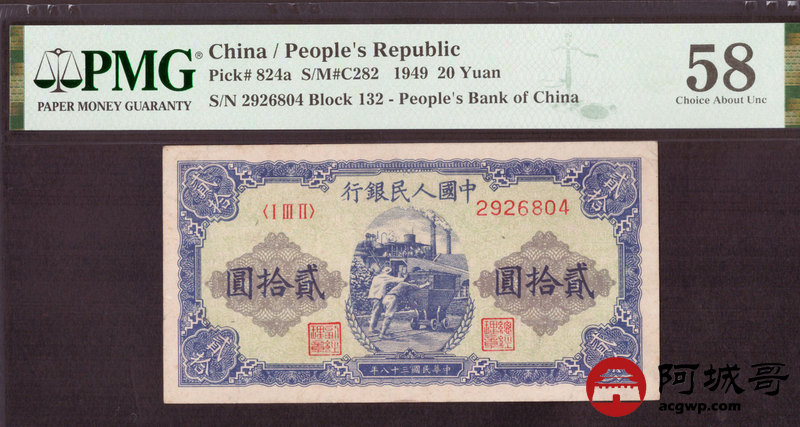 PMG®
PAPER MONEY GUARANTY
China / People's Republic
Pick# 824a S/M#C282 1949 20 Yuan
S/N 2926804 Block 132 - People's Bank of China
58
Choice About Unc
行銀民人國中
〈I III II〉
2926804
圓拾貳
圓拾貳
年八十三國民華中
阿城哥
acgwp.com